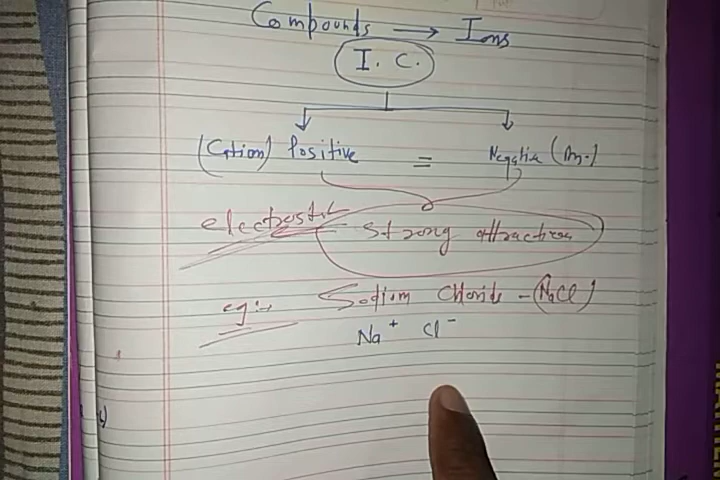 Compounds → Ions
I. C.
(Cation) Positive = Negative (An-)
electrostatic strong attraction
eg:- Sodium Chloride - (NaCl)
Na+ Cl-